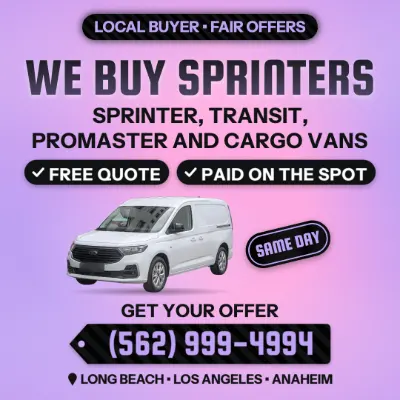 LOCAL BUYER • FAIR OFFERS
WE BUY SPRINTERS
SPRINTER, TRANSIT,
PROMASTER AND CARGO VANS
✓ FREE QUOTE ✓ PAID ON THE SPOT
SAME DAY
GET YOUR OFFER
(562) 999-4994
LONG BEACH • LOS ANGELES • ANAHEIM